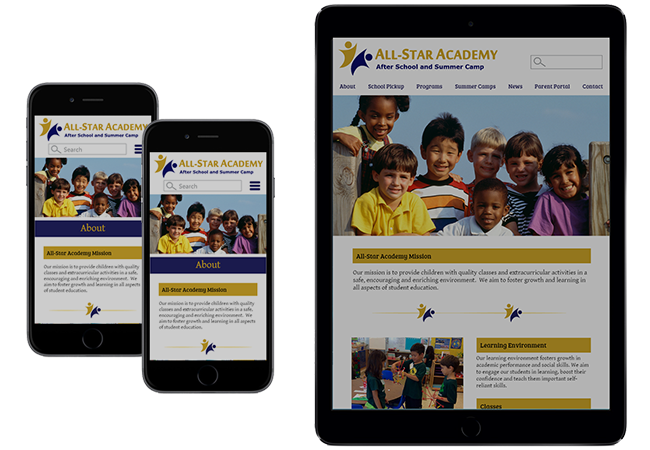 ALL-STAR ACADEMY
After School and Summer Camp
Search
About
All-Star Academy Mission
Our mission is to provide children with quality
classes and extracurricular activities in a safe,
encouraging and enriching environment. We
aim to foster growth and learning in all aspects
of student education.
ALL-STAR ACADEMY
After School and Summer Camp
Search
About
All-Star Academy Mission
Our mission is to provide children with quality
classes and extracurricular activities in a safe,
encouraging and enriching environment. We
aim to foster growth and learning in all aspects
of student education.
ALL-STAR ACADEMY
After School and Summer Camp
About School Pickup Programs Summer Camps News Parent Portal Contact
All-Star Academy Mission
Our mission is to provide children with quality classes and extracurricular activities in a
safe, encouraging and enriching environment. We aim to foster growth and learning in
all aspects of student education.
Learning Environment
Our learning environment fosters growth in
academic performance and social skills. We aim
to engage our students in learning, boost their
confidence and teach them important self-
reliant skills.
Classes